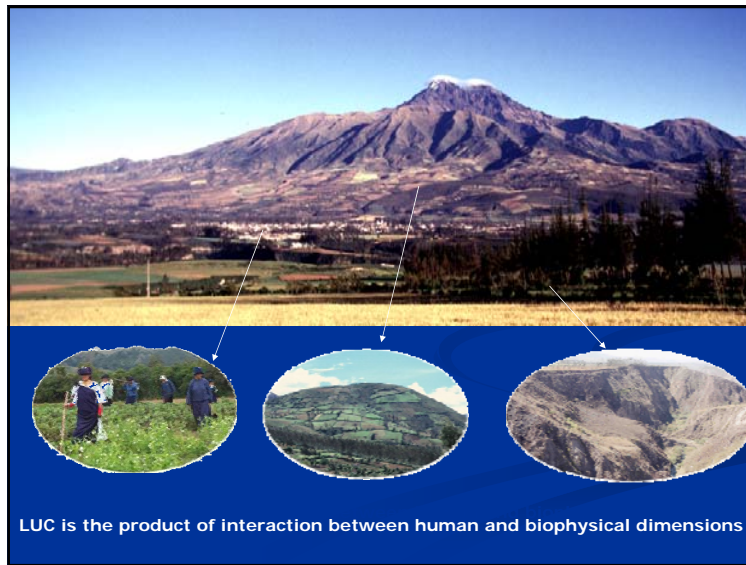 LUC is the product of interaction between human and biophysical dimensions